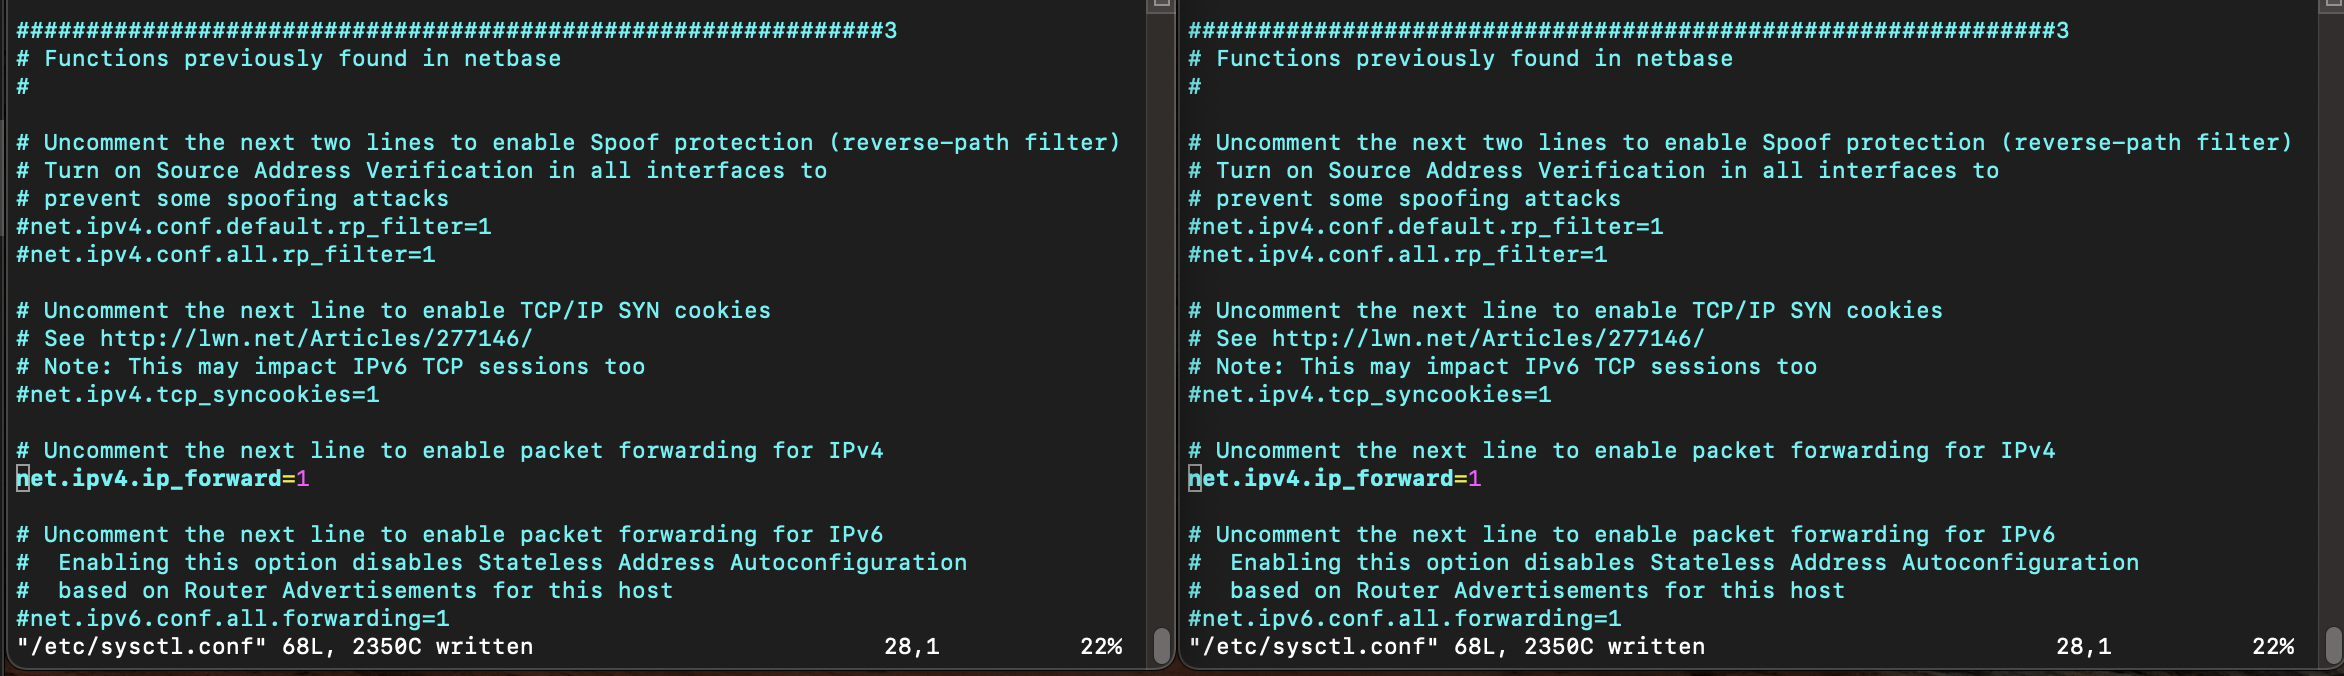 ##############################################################3
# Functions previously found in netbase
#

# Uncomment the next two lines to enable Spoof protection (reverse-path filter)
# Turn on Source Address Verification in all interfaces to
# prevent some spoofing attacks
#net.ipv4.conf.default.rp_filter=1
#net.ipv4.conf.all.rp_filter=1

# Uncomment the next line to enable TCP/IP SYN cookies
# See http://lwn.net/Articles/277146/
# Note: This may impact IPv6 TCP sessions too
#net.ipv4.tcp_syncookies=1

# Uncomment the next line to enable packet forwarding for IPv4
net.ipv4.ip_forward=1

# Uncomment the next line to enable packet forwarding for IPv6
#  Enabling this option disables Stateless Address Autoconfiguration
#  based on Router Advertisements for this host
#net.ipv6.conf.all.forwarding=1
"/etc/sysctl.conf" 68L, 2350C written 28,1 22%
##############################################################3
# Functions previously found in netbase
#

# Uncomment the next two lines to enable Spoof protection (reverse-path filter)
# Turn on Source Address Verification in all interfaces to
# prevent some spoofing attacks
#net.ipv4.conf.default.rp_filter=1
#net.ipv4.conf.all.rp_filter=1

# Uncomment the next line to enable TCP/IP SYN cookies
# See http://lwn.net/Articles/277146/
# Note: This may impact IPv6 TCP sessions too
#net.ipv4.tcp_syncookies=1

# Uncomment the next line to enable packet forwarding for IPv4
net.ipv4.ip_forward=1

# Uncomment the next line to enable packet forwarding for IPv6
#  Enabling this option disables Stateless Address Autoconfiguration
#  based on Router Advertisements for this host
#net.ipv6.conf.all.forwarding=1
"/etc/sysctl.conf" 68L, 2350C written 28,1 22%